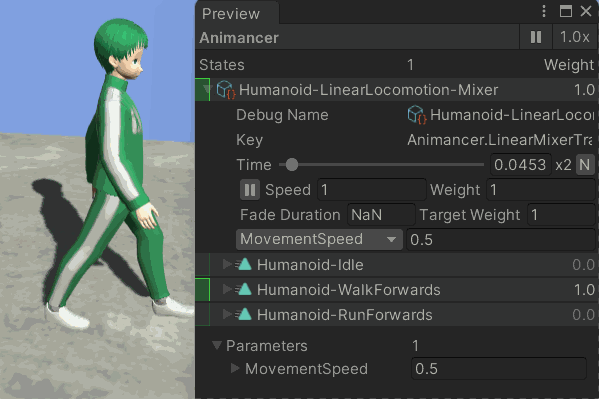 Preview
Animancer 1.0x
States 1 Weight
Humanoid-LinearLocomotion-Mixer 1.0
Debug Name Humanoid-LinearLocor
Key Animancer.LinearMixerTra
Time 0.0453 x2 N
Speed 1 Weight 1
Fade Duration NaN Target Weight 1
MovementSpeed 0.5
Humanoid-Idle 0.0
Humanoid-WalkForwards 1.0
Humanoid-RunForwards 0.0
Parameters 1
MovementSpeed 0.5